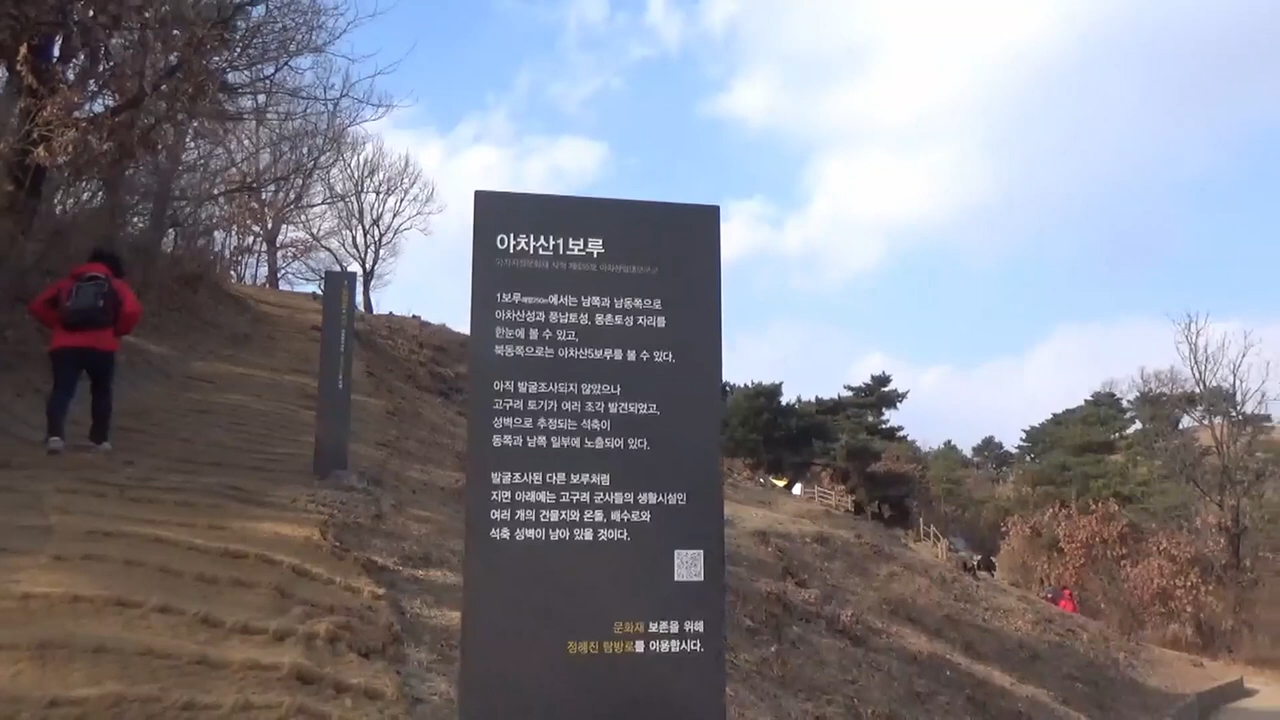 아차산1보루
1보루에서는 남쪽과 남동쪽으로
아차산성과 풍납토성, 몽촌토성 자리를
한눈에 볼 수 있고,
북동쪽으로는 아차산5보루를 볼 수 있다.
아직 발굴조사되지 않았으나
고구려 토기가 여러 조각 발견되었고,
성벽으로 추정되는 석축이
동쪽과 남쪽 일부에 노출되어 있다.
발굴조사된 다른 보루처럼
지면 아래에는 고구려 군사들의 생활시설인
여러 개의 건물지와 온돌, 배수로와
석축 성벽이 남아 있을 것이다.
문화재 보존을 위해
정해진 탐방로를 이용합시다.